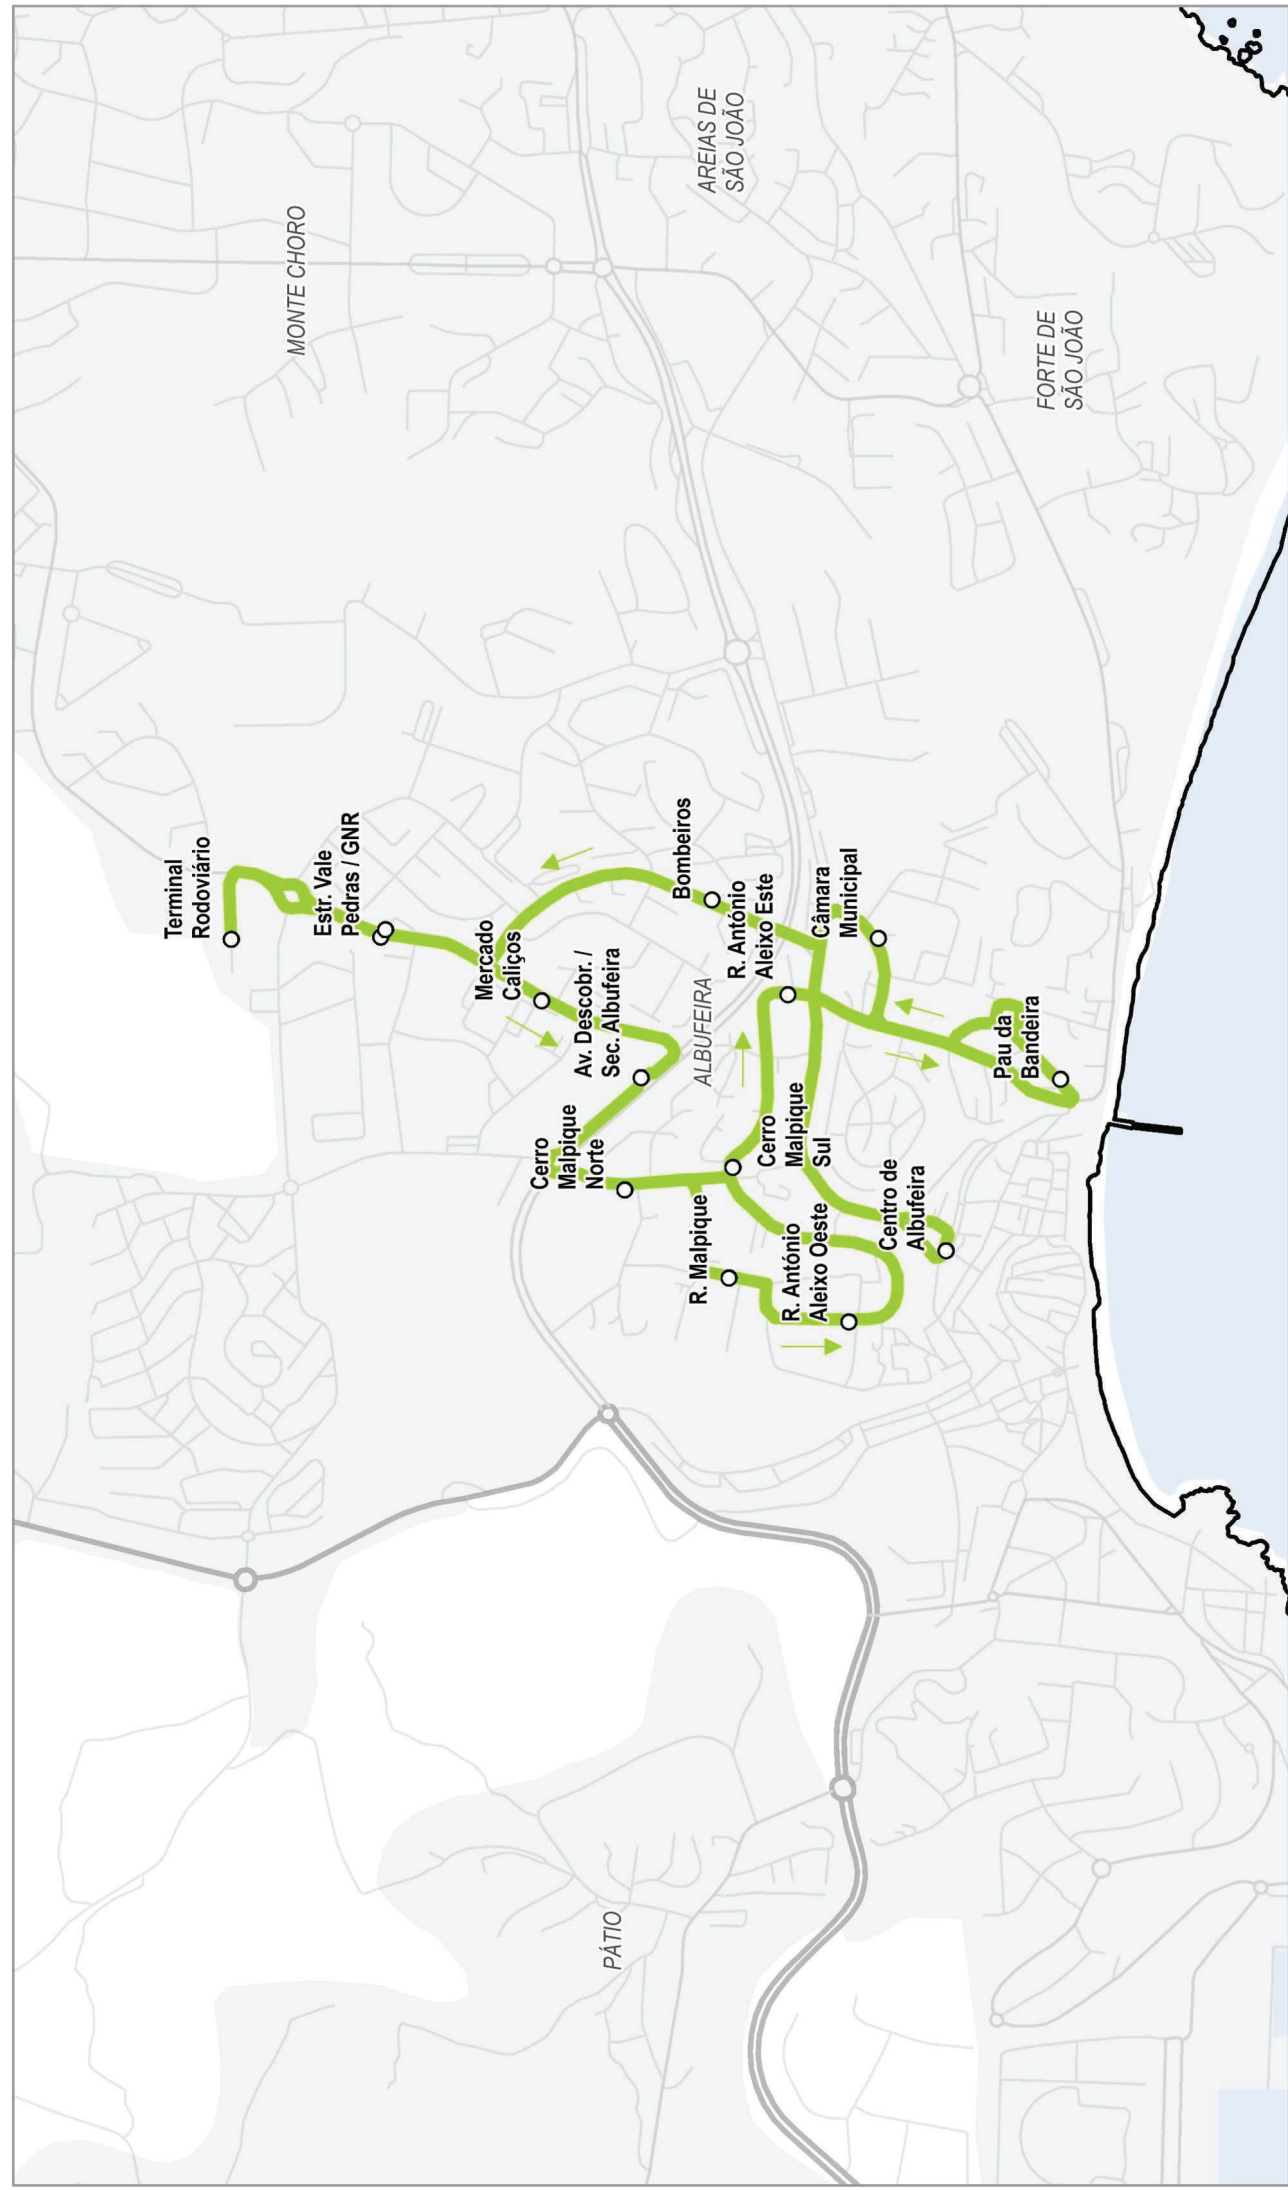 MONTE CHORO
AREIAS DE
SÃO JOÃO
FORTE DE
SÃO JOÃO
Terminal
Rodoviário
Estr. Vale
Pedras / GNR
Mercado
Caliços
Av. Descobr. /
Sec. Albufeira
Bombeiros
R. António
Aleixo Este
Câmara
Municipal
ALBUFEIRA
Pau da
Bandeira
Cerro
Malpique
Norte
Cerro
Malpique
Sul
Centro de
Albufeira
R. Malpique
R. António
Aleixo Oeste
PÁTIO